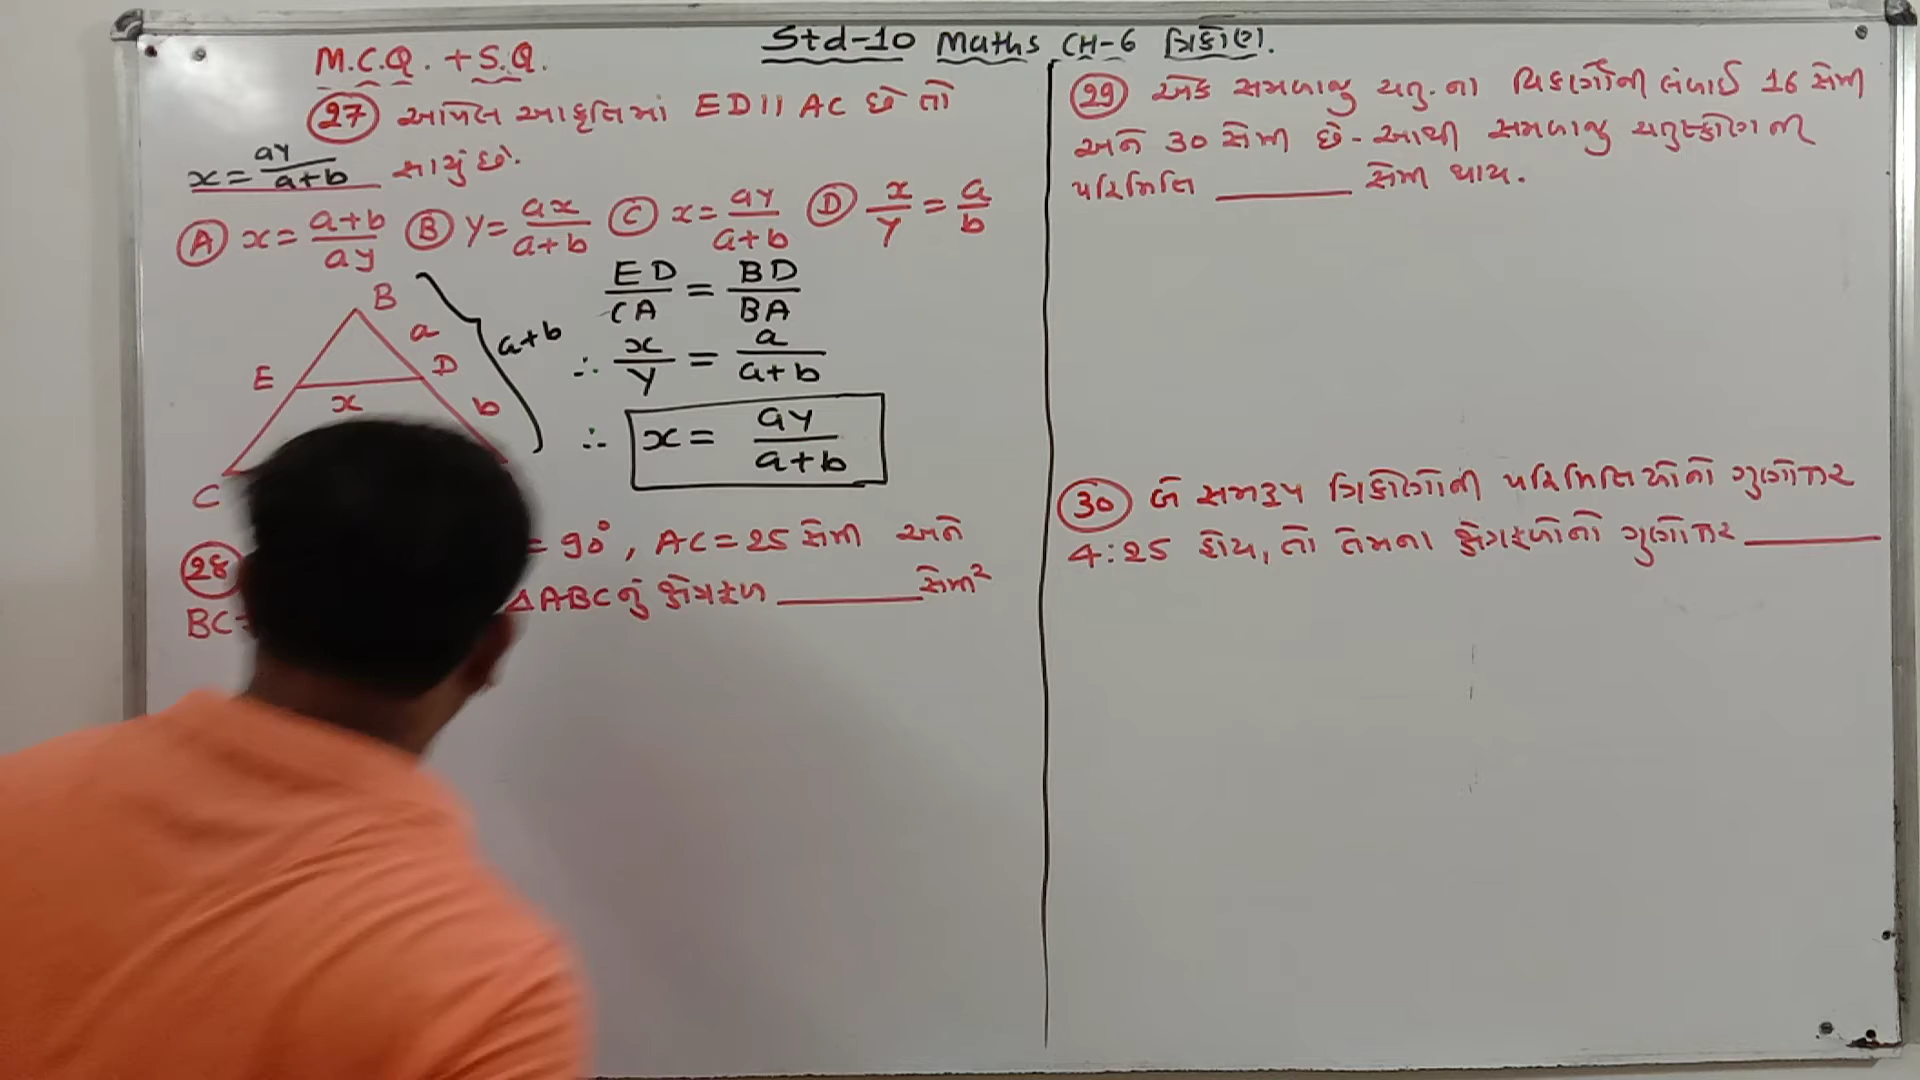 Std-10 Maths CH-6 ત્રિકોણ.
M.C.Q. + S.Q.
27 આપેલ આકૃતિમાં ED || AC છે તો
x = ay/a+b સાચું છે.
A x = a+b/ay B y = ax/a+b C x = ay/a+b D x/y = a/b
B
a
E D
x b
C
a+b
ED/CA = BD/BA
∴ x/y = a/a+b
∴ x = ay/a+b
28 = 90°, AC = 25 સેમી અને
BC= ΔABC નું ક્ષેત્રફળ ______ સેમી²
29 એક સમબાજુ ચતુ. ના વિકર્ણોની લંબાઈ 16 સેમી
અને 30 સેમી છે. આથી સમબાજુ ચતુષ્કોણની
પરિમિતિ ______ સેમી થાય.
30 બે સમરૂપ ત્રિકોણોની પરિમિતિઓનો ગુણોત્તર
4:25 હોય, તો તેમના ક્ષેત્રફળોનો ગુણોત્તર ______